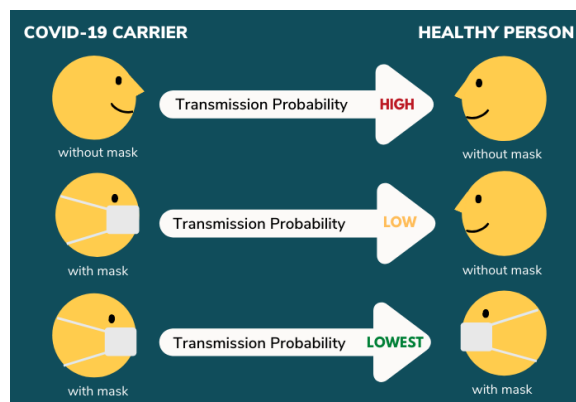 COVID-19 CARRIER HEALTHY PERSON
Transmission Probability HIGH
without mask without mask
Transmission Probability LOW
with mask without mask
Transmission Probability LOWEST
with mask with mask